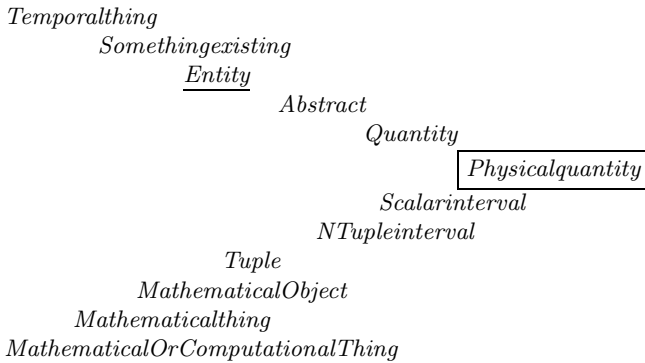 Temporalthing
Somethingexisting
Entity
Abstract
Quantity
Physicalquantity
Scalarinterval
NTupleinterval
Tuple
MathematicalObject
Mathematicalthing
MathematicalOrComputationalThing